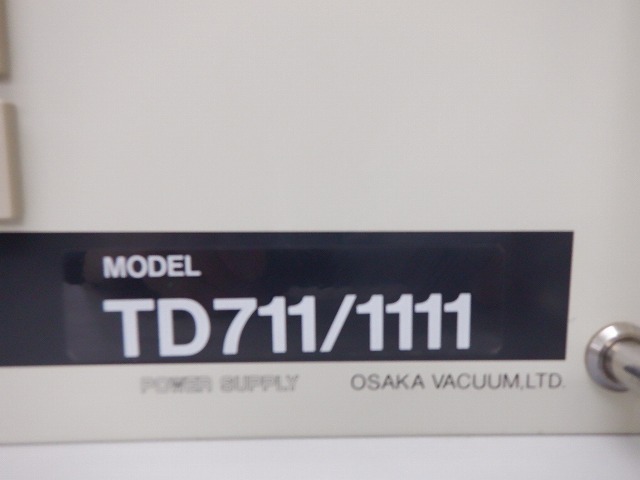 MODEL
TD711/1111
POWER SUPPLY
OSAKA VACUUM,LTD.